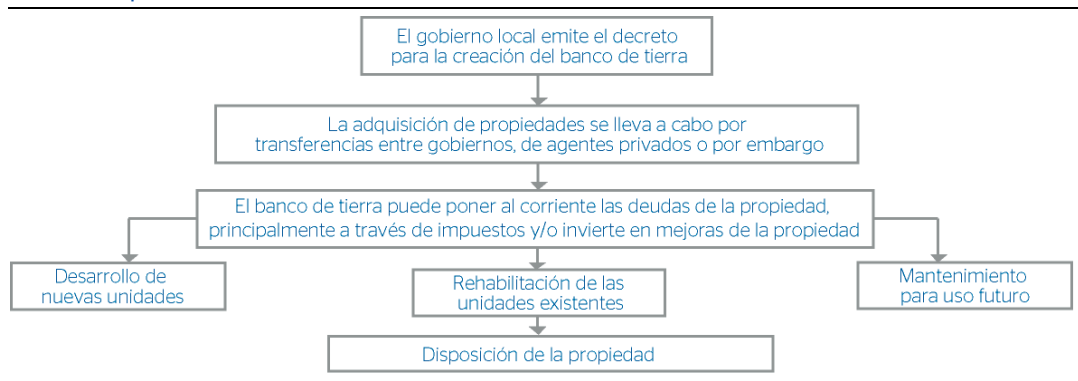 El gobierno local emite el decreto
para la creación del banco de tierra
La adquisición de propiedades se lleva a cabo por
transferencias entre gobiernos, de agentes privados o por embargo
El banco de tierra puede poner al corriente las deudas de la propiedad,
principalmente a través de impuestos y/o invierte en mejoras de la propiedad
Desarrollo de
nuevas unidades
Rehabilitación de las
unidades existentes
Mantenimiento
para uso futuro
Disposición de la propiedad